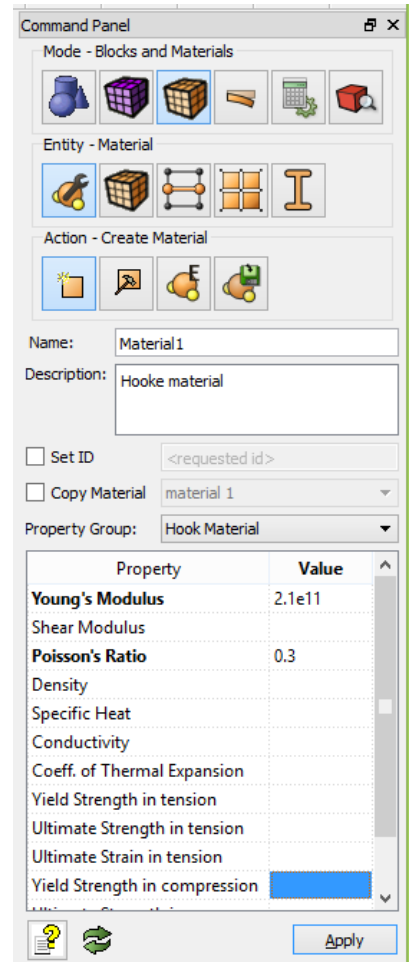 Command Panel
Mode - Blocks and Materials
Entity - Material
Action - Create Material
E
Name: Material1
Description: Hooke material
Set ID <requested id>
Copy Material material 1
Property Group: Hook Material
Property Value
Young's Modulus 2.1e11
Shear Modulus
Poisson's Ratio 0.3
Density
Specific Heat
Conductivity
Coeff. of Thermal Expansion
Yield Strength in tension
Ultimate Strength in tension
Ultimate Strain in tension
Yield Strength in compression
Apply